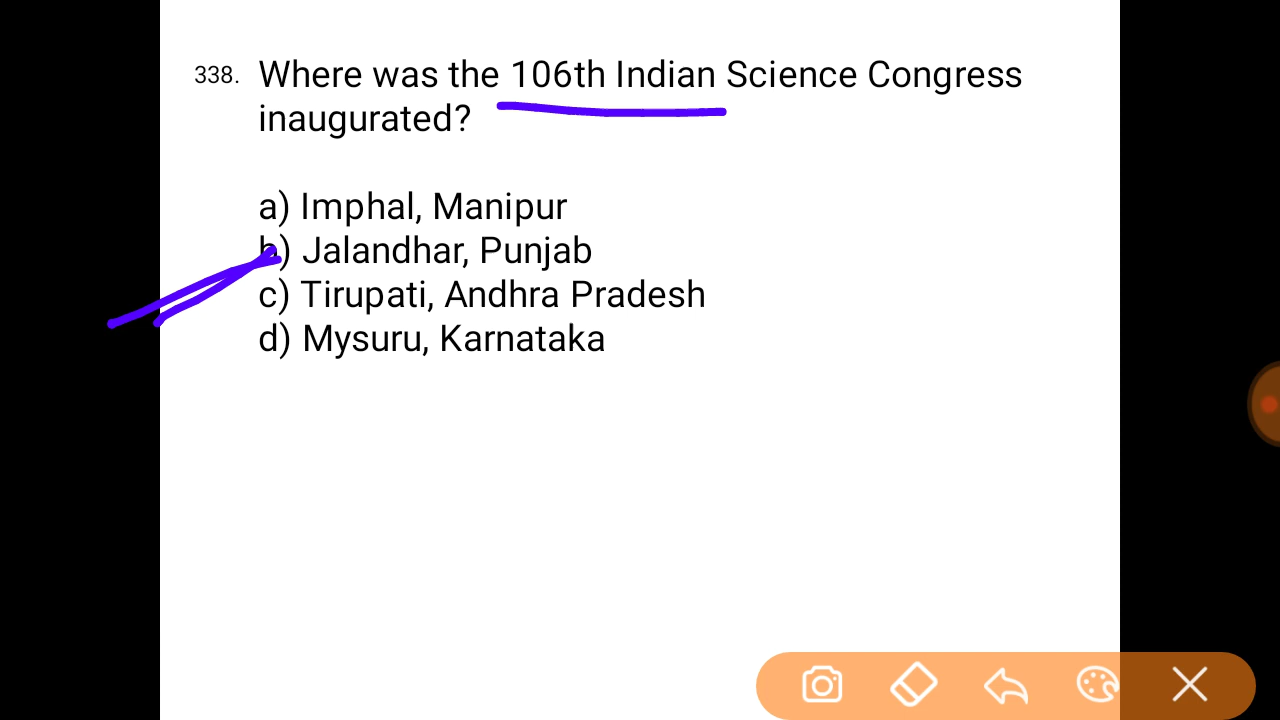 338. Where was the 106th Indian Science Congress
inaugurated?
a) Imphal, Manipur
b) Jalandhar, Punjab
c) Tirupati, Andhra Pradesh
d) Mysuru, Karnataka